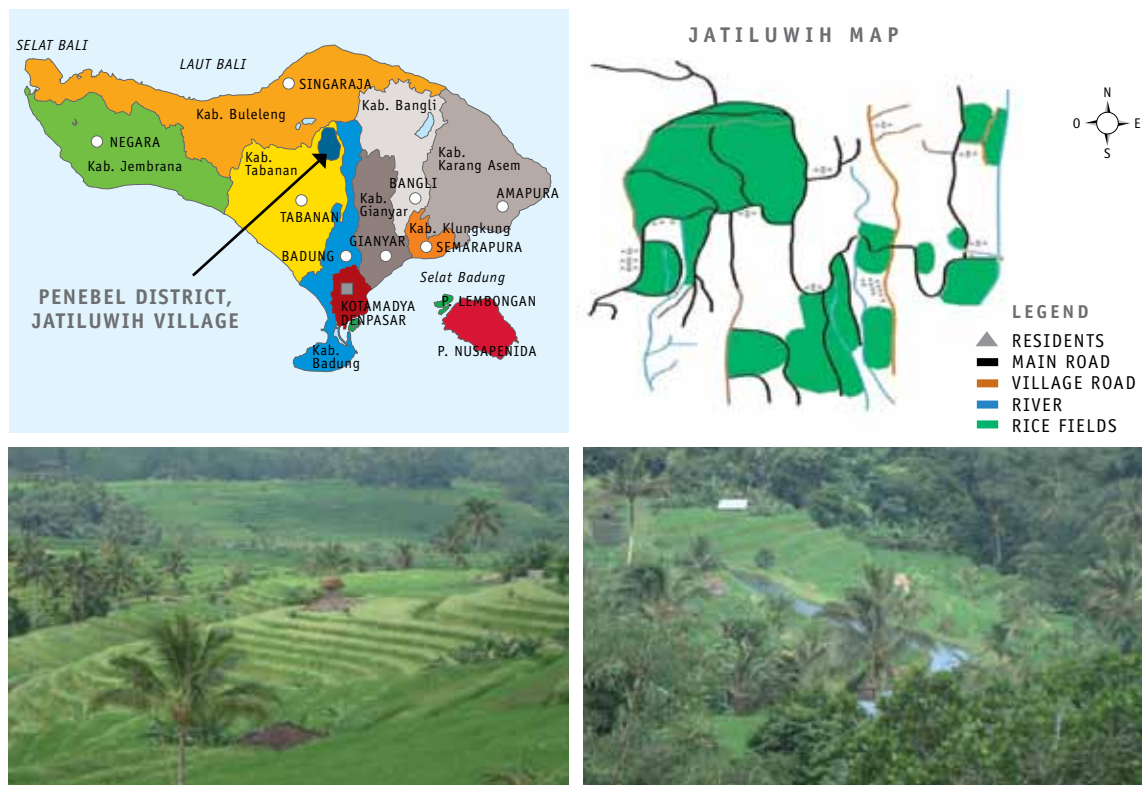 SELAT BALI
LAUT BALI
SINGARAJA
Kab. Buleleng
Kab. Bangli
NEGARA
Kab. Jembrana
Kab.
Tabanan
Kab.
Karang Asem
BANGLI
AMAPURA
Kab.
Gianyar
TABANAN
Kab. Klungkung
GIANYAR
SEMARAPURA
BADUNG
Selat Badung
PENEBEL DISTRICT,
JATILUWIH VILLAGE
P. LEMBONGAN
KOTAMADYA
DENPASAR
P. NUSAPENIDA
Kab.
Badung
JATILUWIH MAP
N
O
E
S
LEGEND
RESIDENTS
MAIN ROAD
VILLAGE ROAD
RIVER
RICE FIELDS